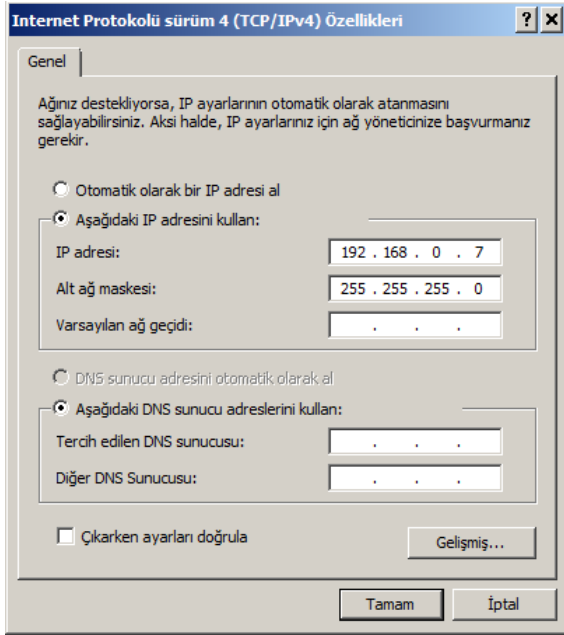 Internet Protokolü sürüm 4 (TCP/IPv4) Özellikleri
Genel
Ağınız destekliyorsa, IP ayarlarının otomatik olarak atanmasını
sağlayabilirsiniz. Aksi halde, IP ayarlarınız için ağ yöneticinize başvurmanız
gerekir.
Otomatik olarak bir IP adresi al
Aşağıdaki IP adresini kullan:
IP adresi: 192 . 168 . 0 . 7
Alt ağ maskesi: 255 . 255 . 255 . 0
Varsayılan ağ geçidi: . . .
DNS sunucu adresini otomatik olarak al
Aşağıdaki DNS sunucu adreslerini kullan:
Tercih edilen DNS sunucusu: . . .
Diğer DNS Sunucusu: . . .
Çıkarken ayarları doğrula
Gelişmiş...
Tamam İptal